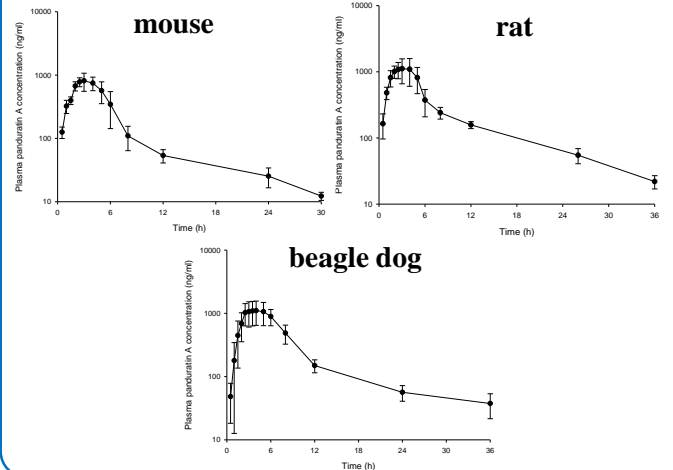 mouse
Plasma panduratin A concentration (ng/ml)
10000
1000
100
10
0 6 12 18 24 30
Time (h)
rat
Plasma panduratin A concentration (ng/ml)
10000
1000
100
10
0 6 12 18 24 30 36
Time (h)
beagle dog
Plasma panduratin A concentration (ng/ml)
10000
1000
100
10
0 6 12 18 24 30 36
Time (h)